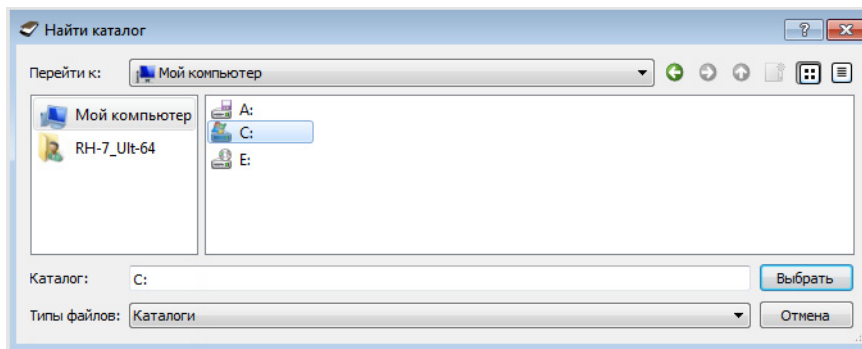 Найти каталог
Перейти к: Мой компьютер
Мой компьютер
RH-7_Ult-64
A:
C:
E:
Каталог: C:
Выбрать
Типы файлов: Каталоги
Отмена